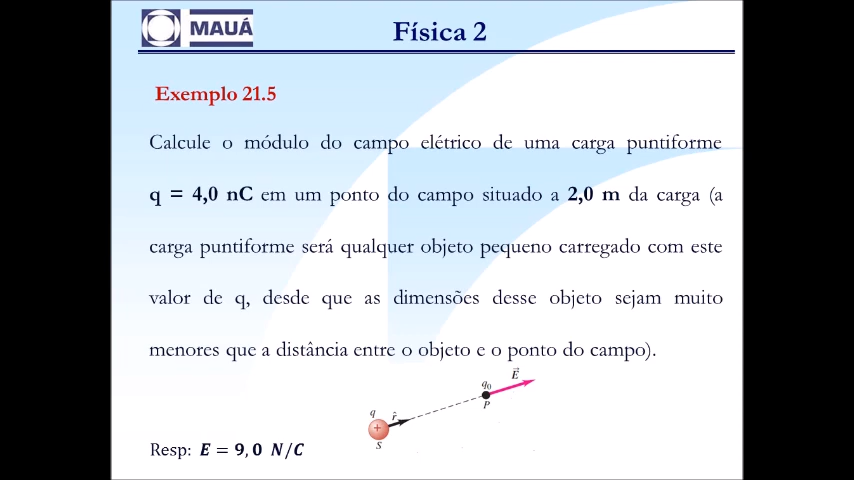 MAUÁ
Física 2
Exemplo 21.5
Calcule o módulo do campo elétrico de uma carga puntiforme
q = 4,0 nC em um ponto do campo situado a 2,0 m da carga (a
carga puntiforme será qualquer objeto pequeno carregado com este
valor de q, desde que as dimensões desse objeto sejam muito
menores que a distância entre o objeto e o ponto do campo).
E⃗
q₀
P
q
r̂
+
S
Resp: E = 9,0 N/C